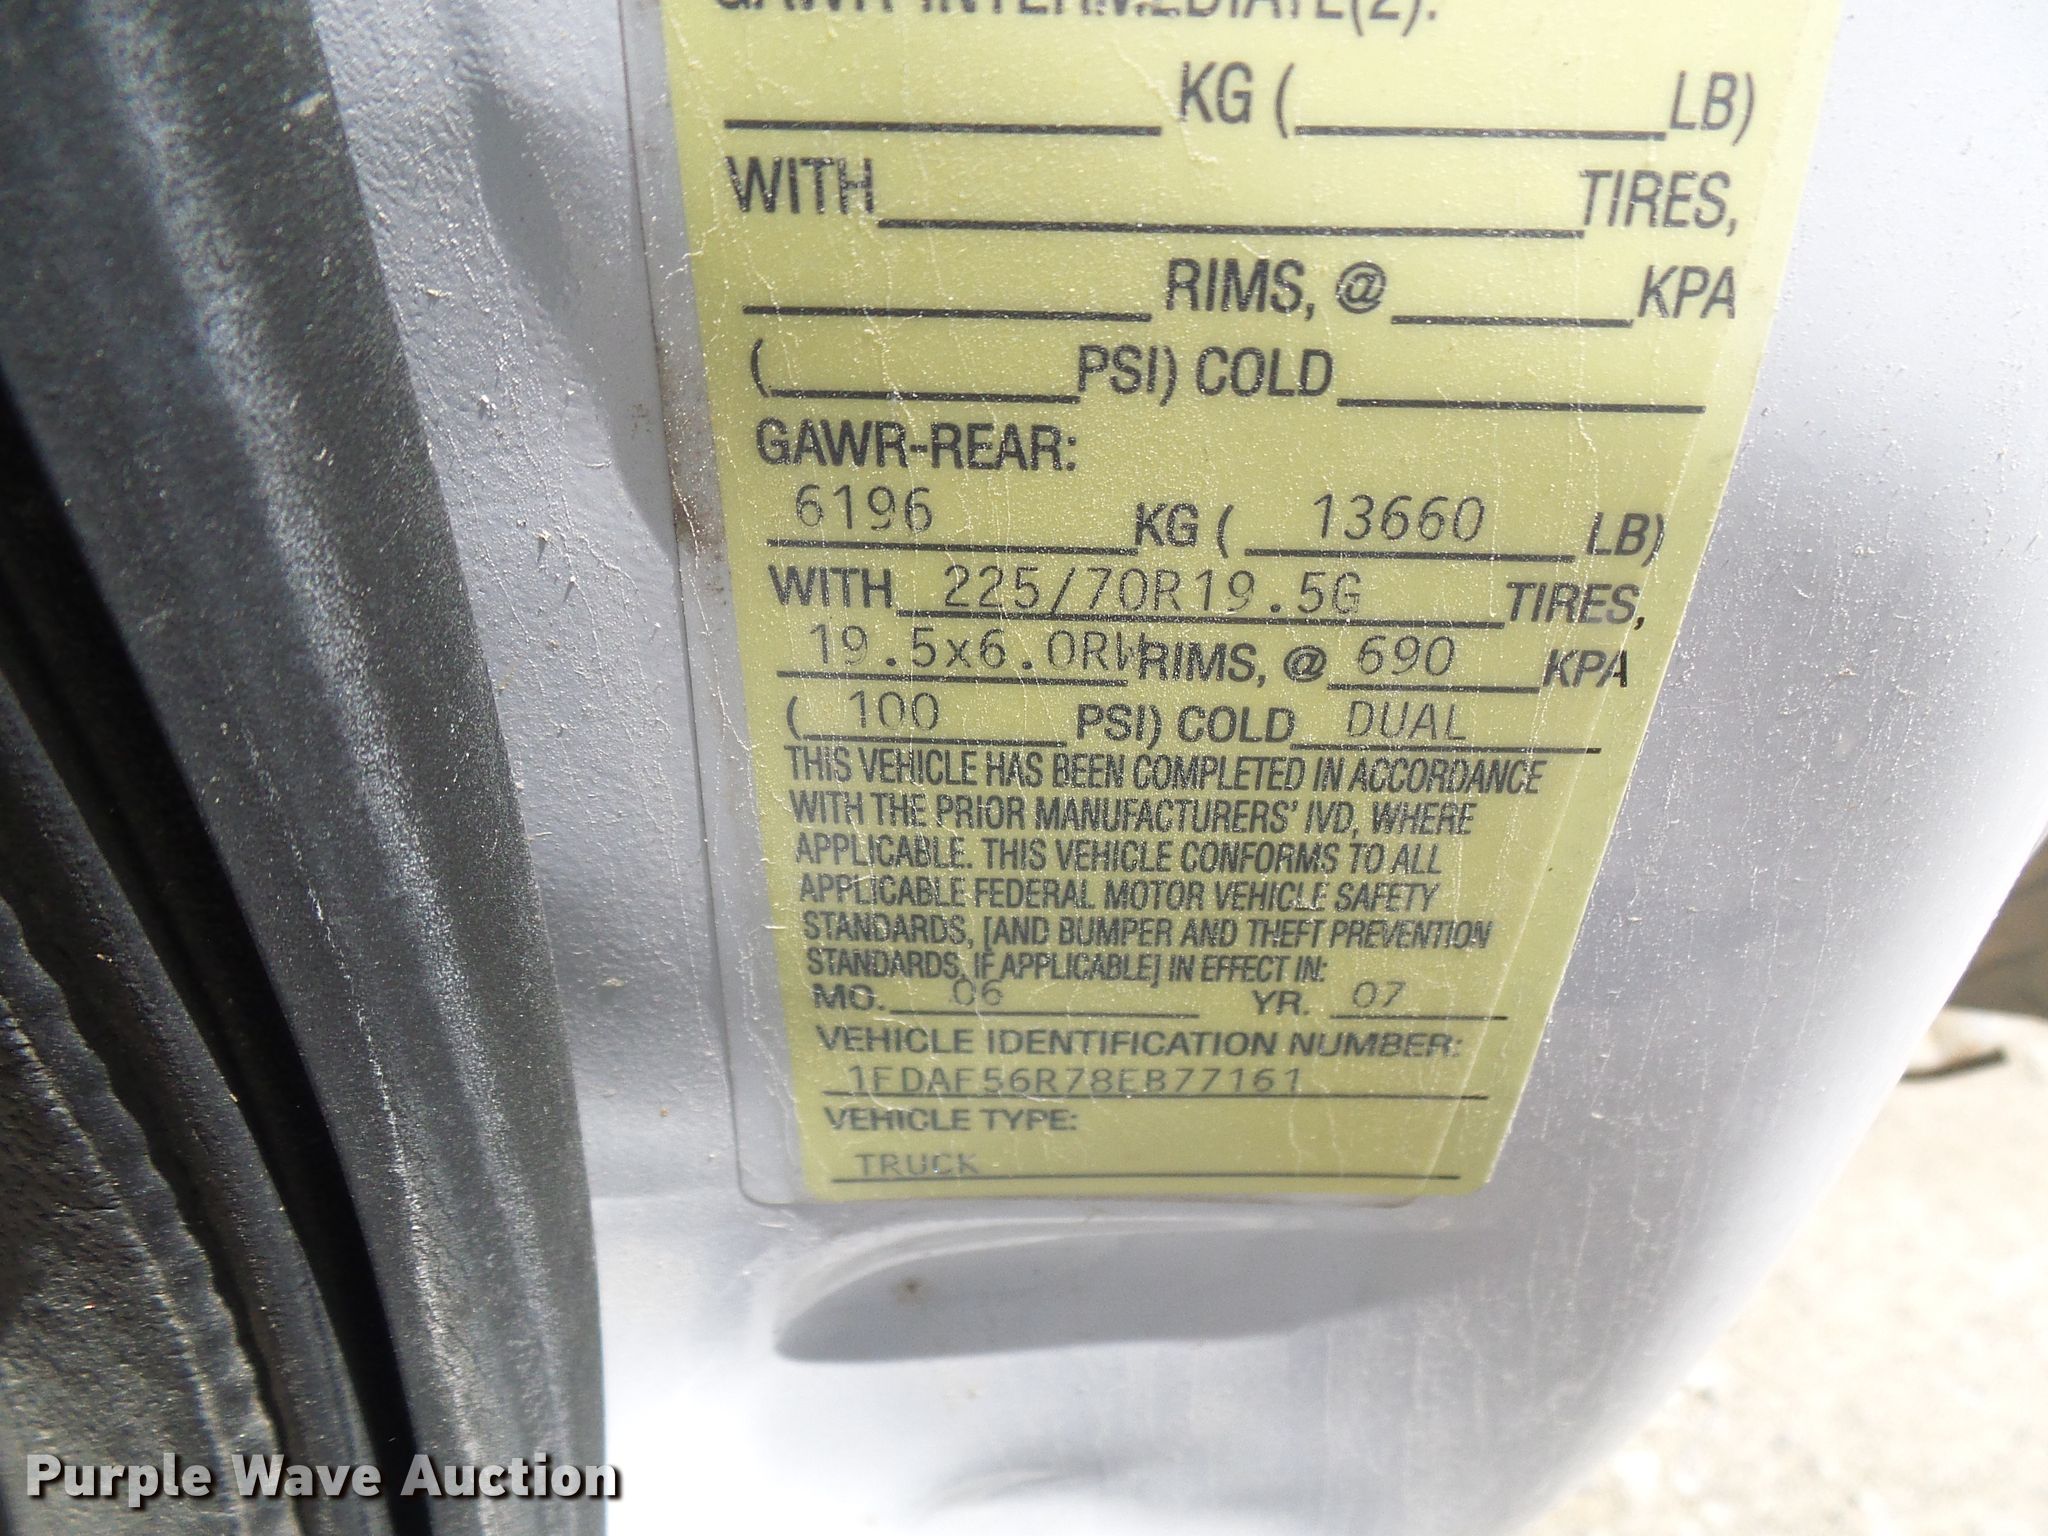 GAWR-INTERMEDIATE(2):
KG ( LB)
WITH TIRES,
RIMS, @ KPA
( PSI) COLD
GAWR-REAR:
6196 KG ( 13660 LB)
WITH 225/70R19.5G TIRES,
19.5x6.0RW RIMS, @ 690 KPA
( 100 PSI) COLD DUAL
THIS VEHICLE HAS BEEN COMPLETED IN ACCORDANCE
WITH THE PRIOR MANUFACTURERS' IVD, WHERE
APPLICABLE. THIS VEHICLE CONFORMS TO ALL
APPLICABLE FEDERAL MOTOR VEHICLE SAFETY
STANDARDS, [AND BUMPER AND THEFT PREVENTION
STANDARDS, IF APPLICABLE] IN EFFECT IN:
MO. 06 YR. 07
VEHICLE IDENTIFICATION NUMBER:
1FDAF56R78EB77161
VEHICLE TYPE:
TRUCK
Purple Wave Auction